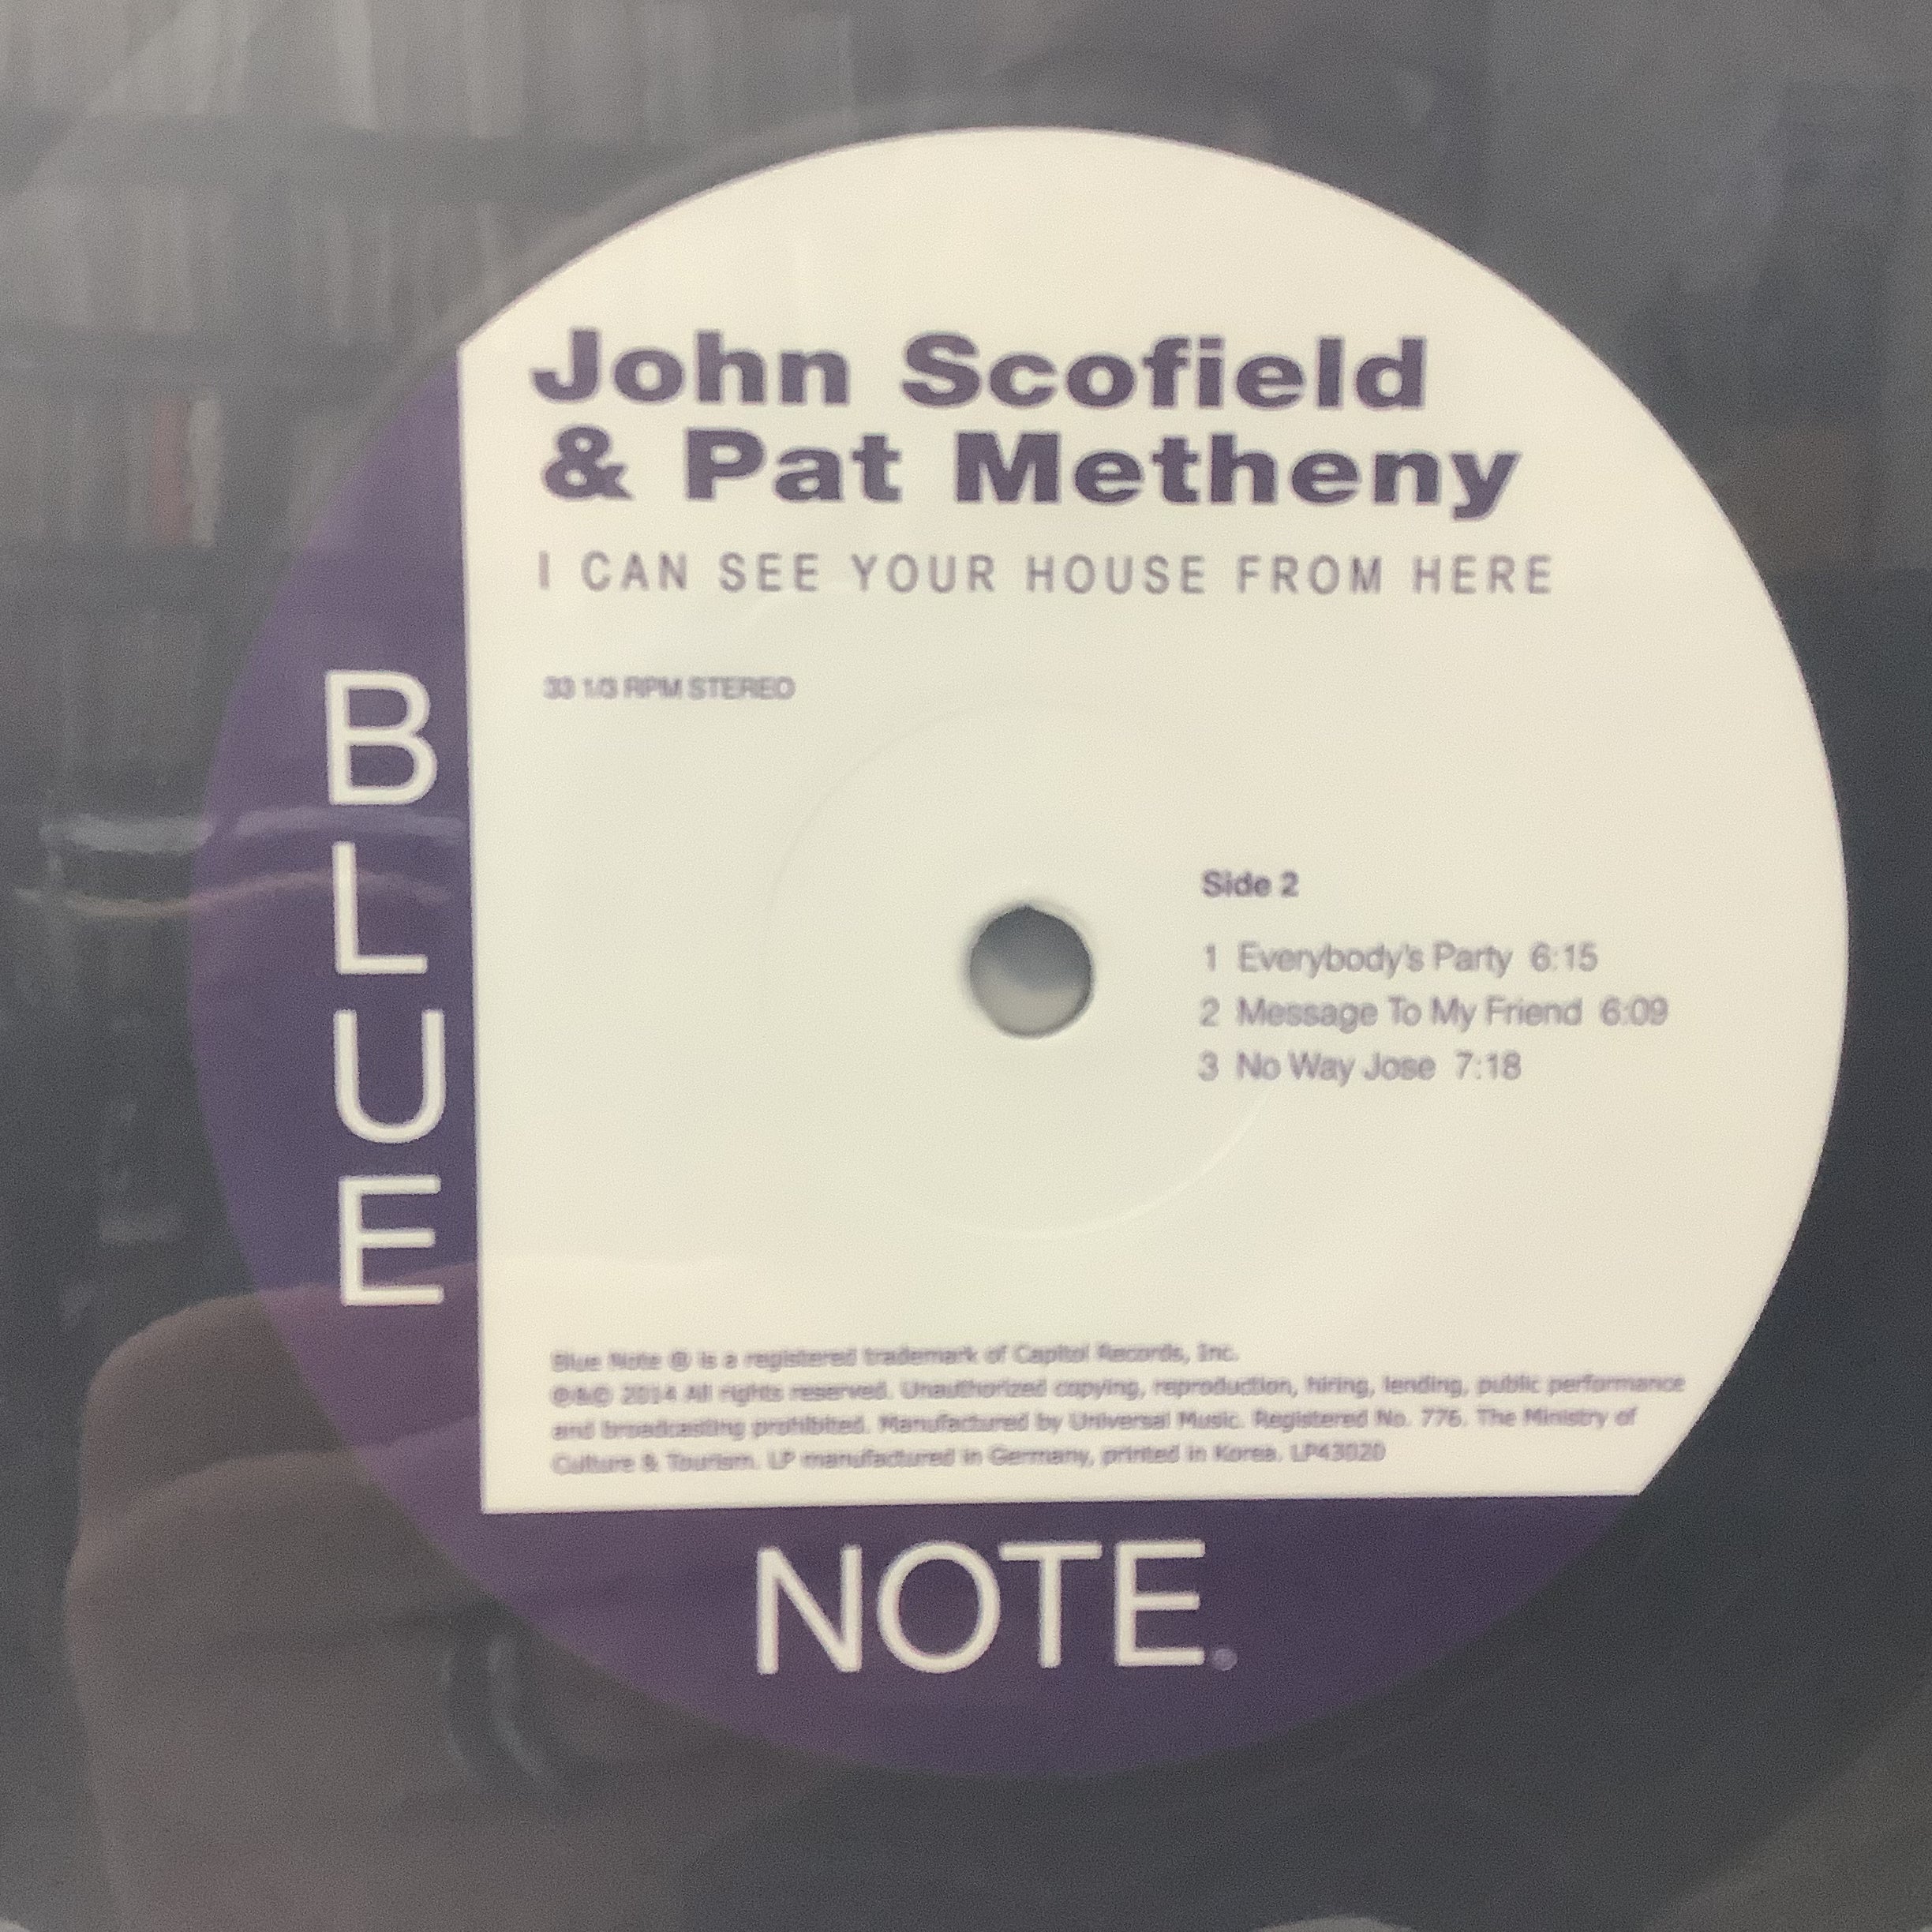 John Scofield
& Pat Metheny
I CAN SEE YOUR HOUSE FROM HERE
33 1/3 RPM STEREO
BLUE
Side 2
1 Everybody's Party 6:15
2 Message To My Friend 6:09
3 No Way Jose 7:18
Blue Note ® is a registered trademark of Capitol Records, Inc.
℗&© 2014 All rights reserved. Unauthorized copying, reproduction, hiring, lending, public performance
and broadcasting prohibited. Manufactured by Universal Music. Registered No. 776. The Ministry of
Culture & Tourism. LP manufactured in Germany, printed in Korea. LP43020
NOTE